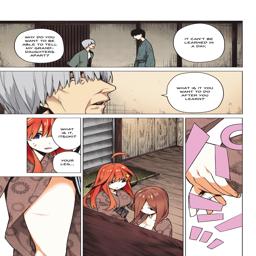 WHY DO YOU
WANT TO BE
ABLE TO TELL
MY GRAND-
DAUGHTERS
APART?
IT CAN'T BE
LEARNED IN
A DAY.
WHAT IS IT YOU
WANT TO DO
AFTER YOU
LEARN?
WHAT
IS IT,
ITSUKI?
YOUR
LEG...